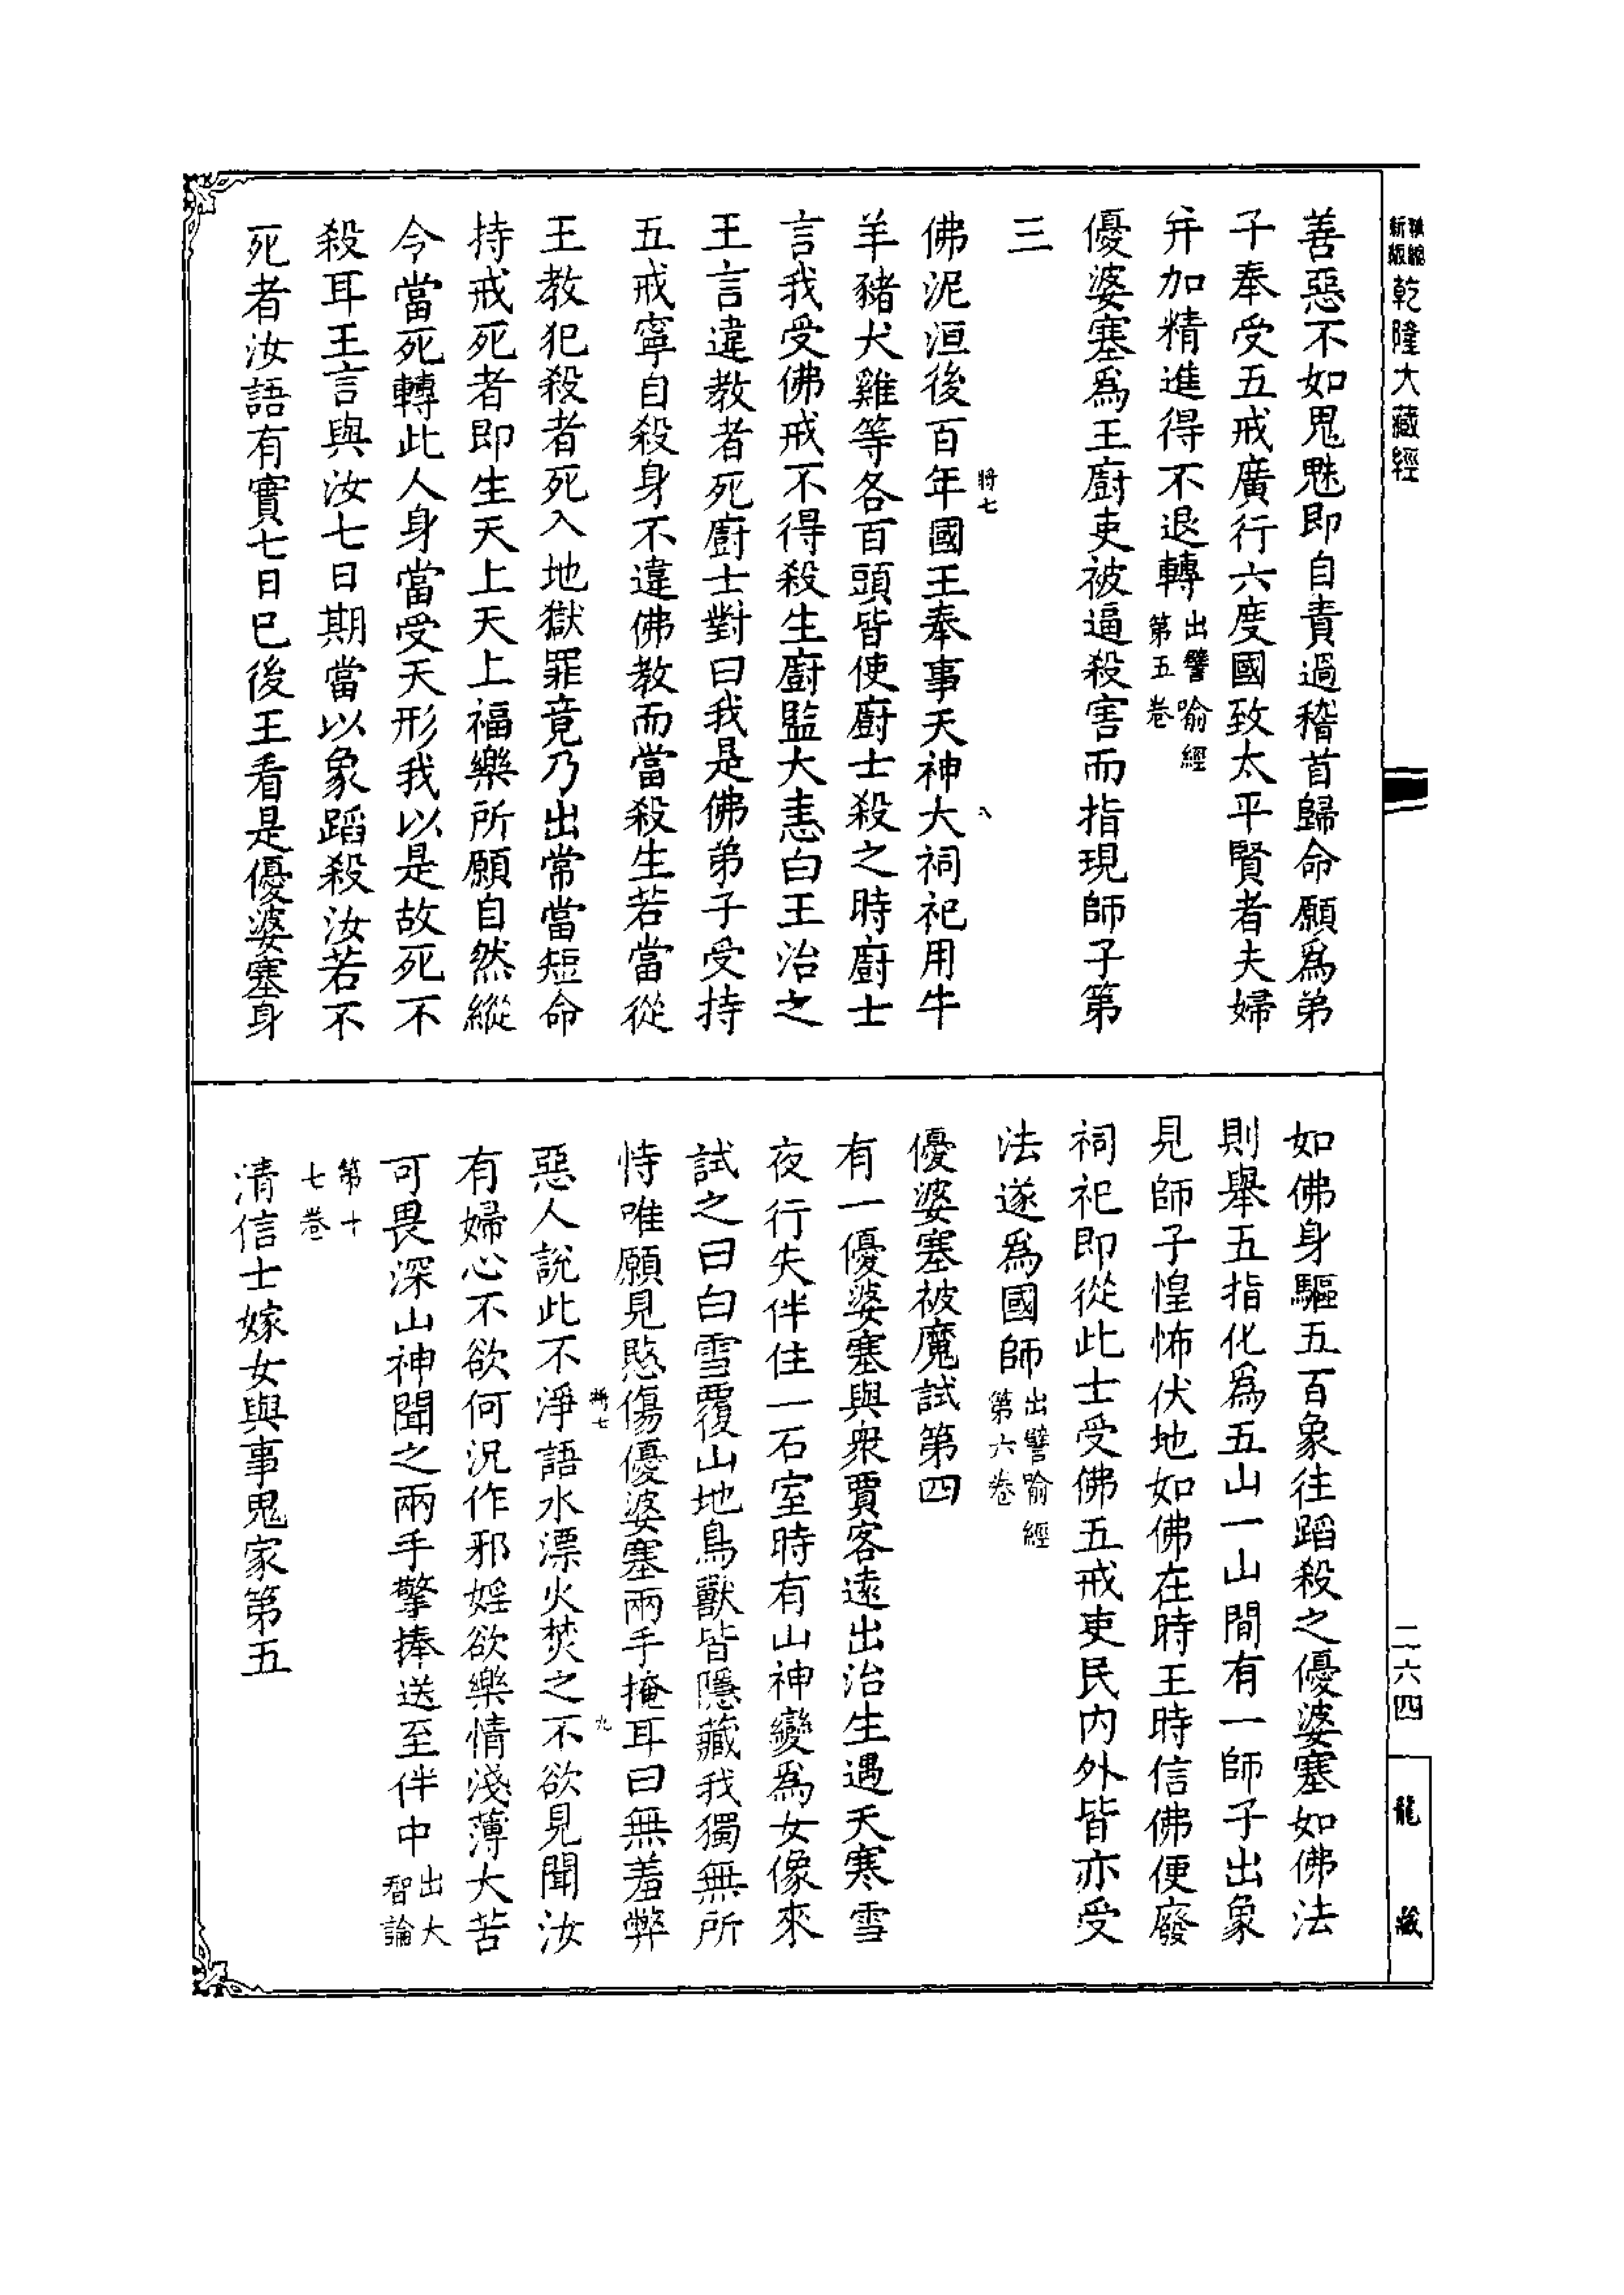 新編縮版
乾隆大藏經
善惡不如鬼魅即自責過稽首歸命願爲弟
子奉受五戒廣行六度國致太平賢者夫婦
并加精進得不退轉出譬喻經第五卷
優婆塞爲王廚吏被逼殺害而指現師子第
三
將七
八
佛泥洹後百年國王奉事天神大祠祀用牛
羊豬犬雞等各百頭皆使廚士殺之時廚士
言我受佛戒不得殺生廚監大恚白王治之
王言違教者死廚士對曰我是佛弟子受持
五戒寧自殺身不違佛教而當殺生若當從
王教犯殺者死入地獄罪竟乃出常當短命
持戒死者即生天上天上福樂所願自然縱
今當死轉此人身當受天形我以是故死不
殺耳王言與汝七日期當以象蹈殺汝若不
死者汝語有實七日已後王看是優婆塞身
如佛身驅五百象往蹈殺之優婆塞如佛法
則舉五指化爲五山一山間有一師子出象
見師子惶怖伏地如佛在時王時信佛便廢
祠祀即從此士受佛五戒吏民內外皆亦受
法遂爲國師出譬喻經第六卷
優婆塞被魔試第四
有一優婆塞與衆賈客遠出治生遇天寒雪
夜行失伴住一石室時有山神變爲女像來
試之曰白雪覆山地鳥獸皆隱藏我獨無所
恃唯願見愍傷優婆塞兩手掩耳曰無羞弊
將七
九
惡人說此不淨語水漂火焚之不欲見聞汝
有婦心不欲何況作邪婬欲樂情淺薄大苦
可畏深山神聞之兩手擎捧送至伴中出大智論
第十七卷
清信士嫁女與事鬼家第五
二六四
龍藏